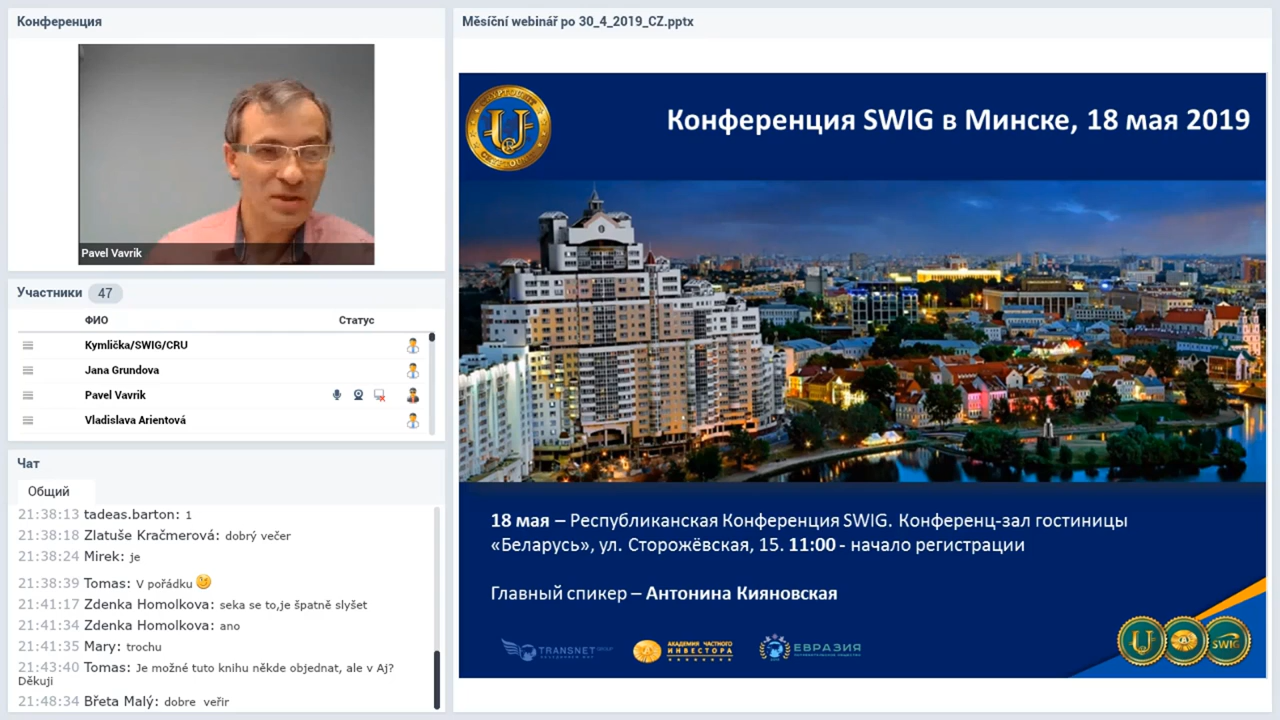 Конференция
Pavel Vavrik
Участники 47
ФИО Статус
Kymlička/SWIG/CRU
Jana Grundova
Pavel Vavrik
Vladislava Arientová
Чат
Общий
21:38:13 tadeas.barton: 1
21:38:18 Zlatuše Kračmerová: dobrý večer
21:38:24 Mirek: je
21:38:39 Tomas: V pořádku
21:41:17 Zdenka Homolkova: seka se to,je špatně slyšet
21:41:34 Zdenka Homolkova: ano
21:41:35 Mary: trochu
21:43:40 Tomas: Je možné tuto knihu někde objednat, ale v Aj?
Děkuji
21:48:34 Břeta Malý: dobre veřir
Měsíční webinář po 30_4_2019_CZ.pptx
Конференция SWIG в Минске, 18 мая 2019
18 мая – Республиканская Конференция SWIG. Конференц-зал гостиницы
«Беларусь», ул. Сторожёвская, 15. 11:00 - начало регистрации
Главный спикер – Антонина Кияновская
TRANSNET GROUP
АКАДЕМИЯ ЧАСТНОГО
ИНВЕСТОРА
ЕВРАЗИЯ
SWIG